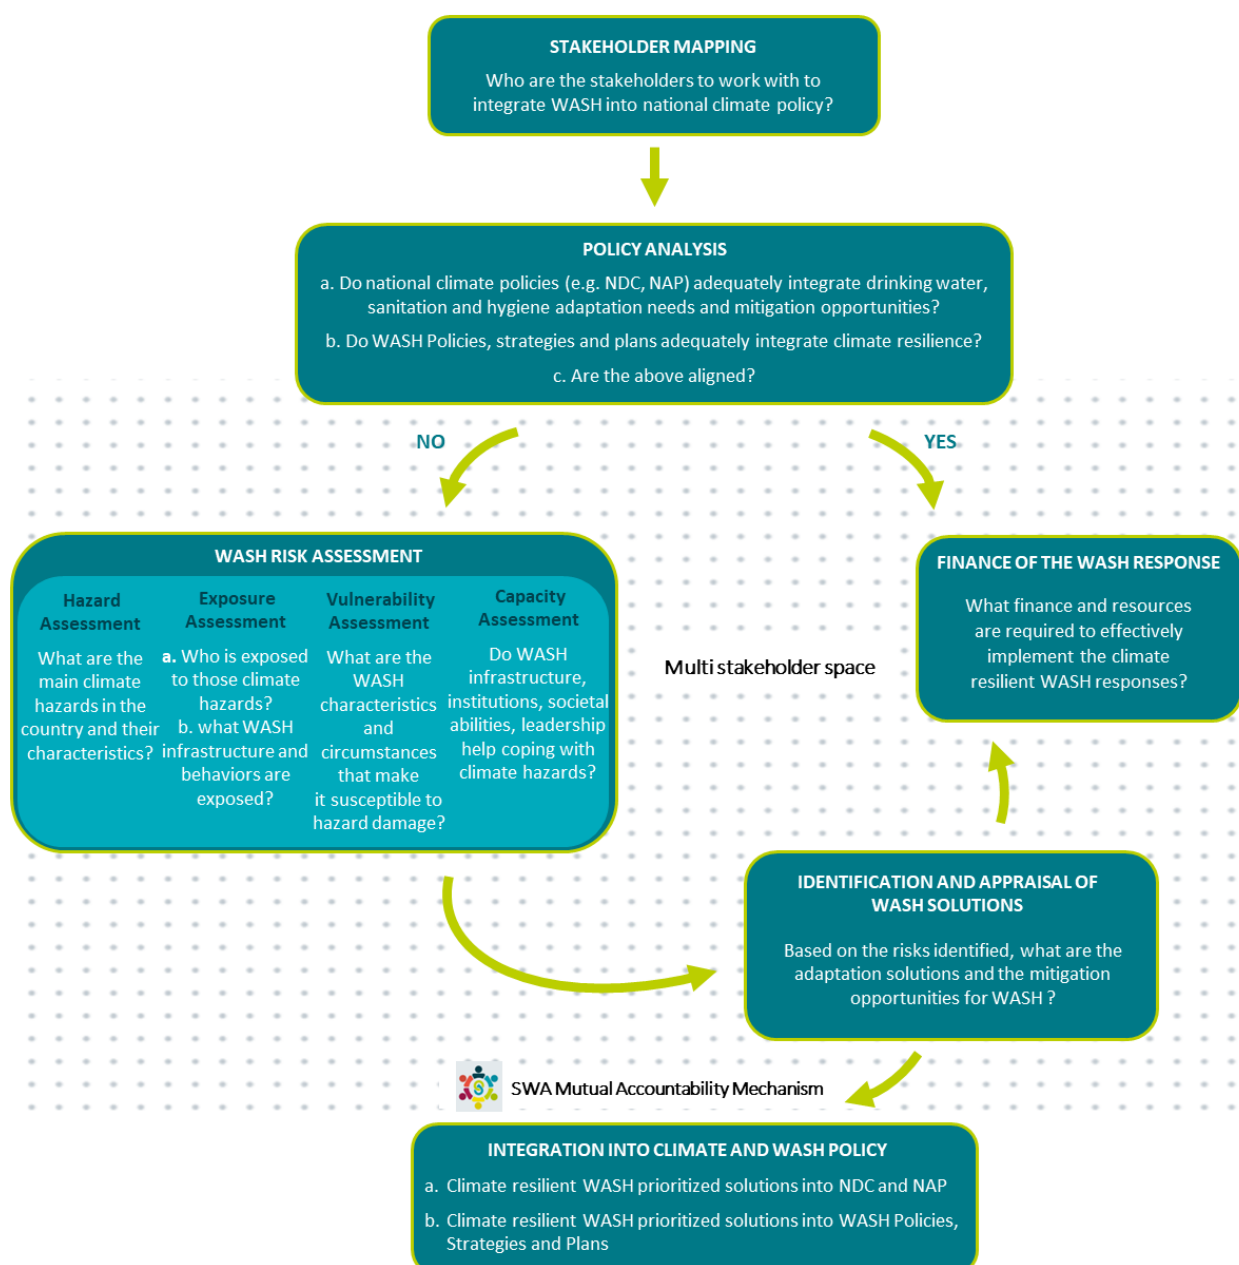 STAKEHOLDER MAPPING
Who are the stakeholders to work with to
integrate WASH into national climate policy?
POLICY ANALYSIS
a. Do national climate policies (e.g. NDC, NAP) adequately integrate drinking water,
sanitation and hygiene adaptation needs and mitigation opportunities?
b. Do WASH Policies, strategies and plans adequately integrate climate resilience?
c. Are the above aligned?
NO
YES
WASH RISK ASSESSMENT
Hazard
Assessment
What are the
main climate
hazards in the
country and their
characteristics?
Exposure
Assessment
a. Who is exposed
to those climate
hazards?
b. what WASH
infrastructure and
behaviors are
exposed?
Vulnerability
Assessment
What are the
WASH
characteristics
and
circumstances
that make
it susceptible to
hazard damage?
Capacity
Assessment
Do WASH
infrastructure,
institutions, societal
abilities, leadership
help coping with
climate hazards?
Multi stakeholder space
FINANCE OF THE WASH RESPONSE
What finance and resources
are required to effectively
implement the climate
resilient WASH responses?
IDENTIFICATION AND APPRAISAL OF
WASH SOLUTIONS
Based on the risks identified, what are the
adaptation solutions and the mitigation
opportunities for WASH ?
SWA Mutual Accountability Mechanism
INTEGRATION INTO CLIMATE AND WASH POLICY
a. Climate resilient WASH prioritized solutions into NDC and NAP
b. Climate resilient WASH prioritized solutions into WASH Policies,
Strategies and Plans